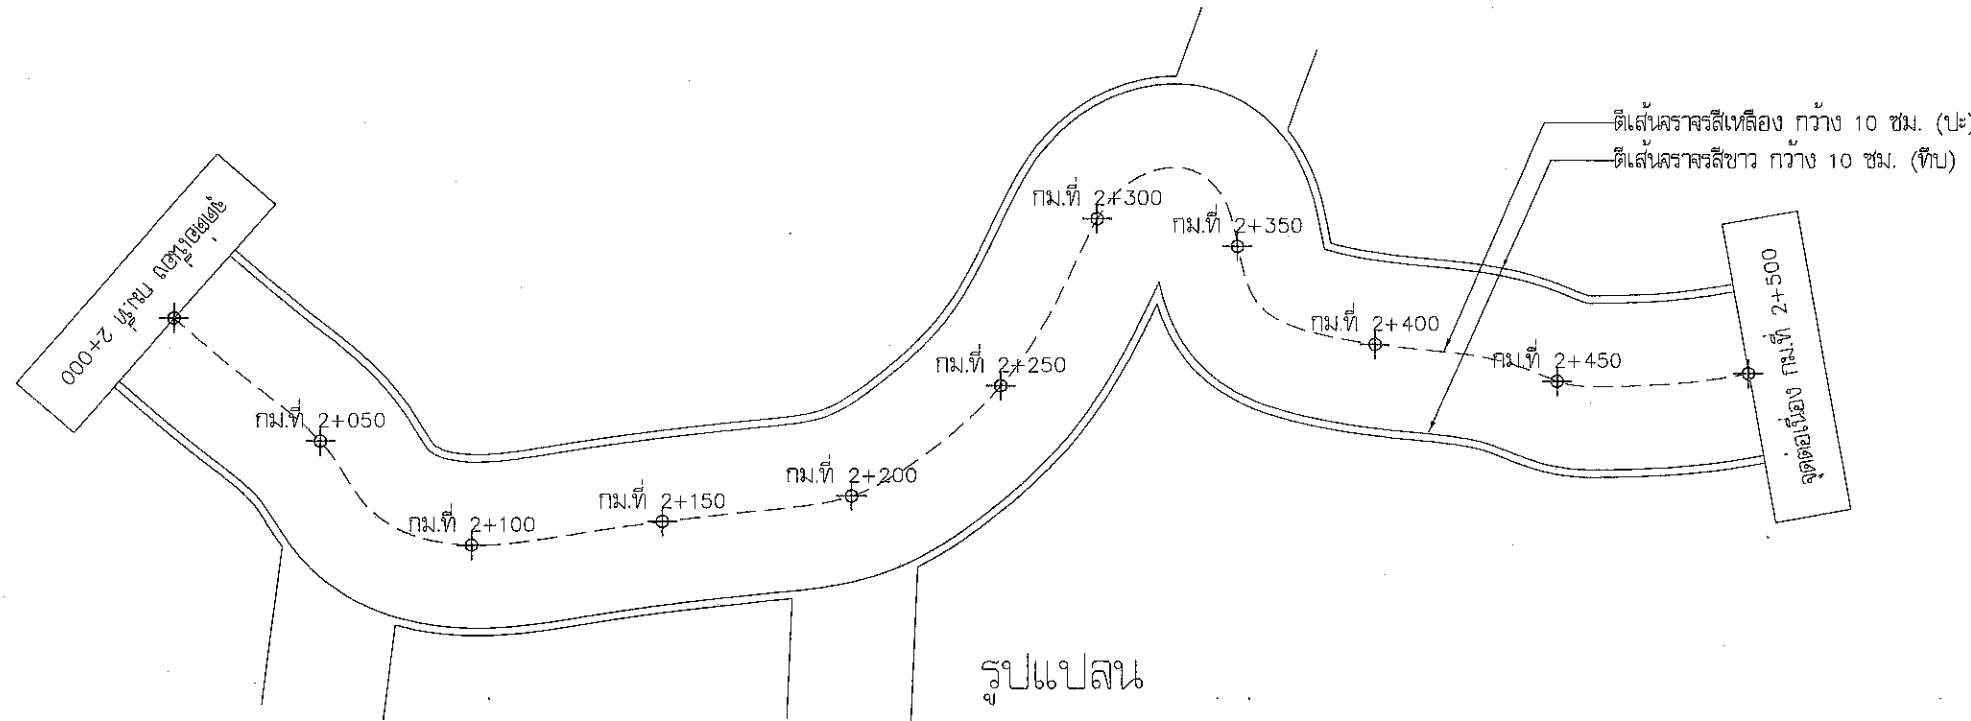 ตีเส้นจราจรสีเหลือง กว้าง 10 ซม. (ปะ)
ตีเส้นจราจรสีขาว กว้าง 10 ซม. (ทึบ)
กม.ที่ 2+300
กม.ที่ 2+350
จุดต่อเนื่อง กม.ที่ 2+000
จุดต่อเนื่อง กม.ที่ 2+500
กม.ที่ 2+400
กม.ที่ 2+250
กม.ที่ 2+450
กม.ที่ 2+050
กม.ที่ 2+200
กม.ที่ 2+150
กม.ที่ 2+100
รูปแปลน